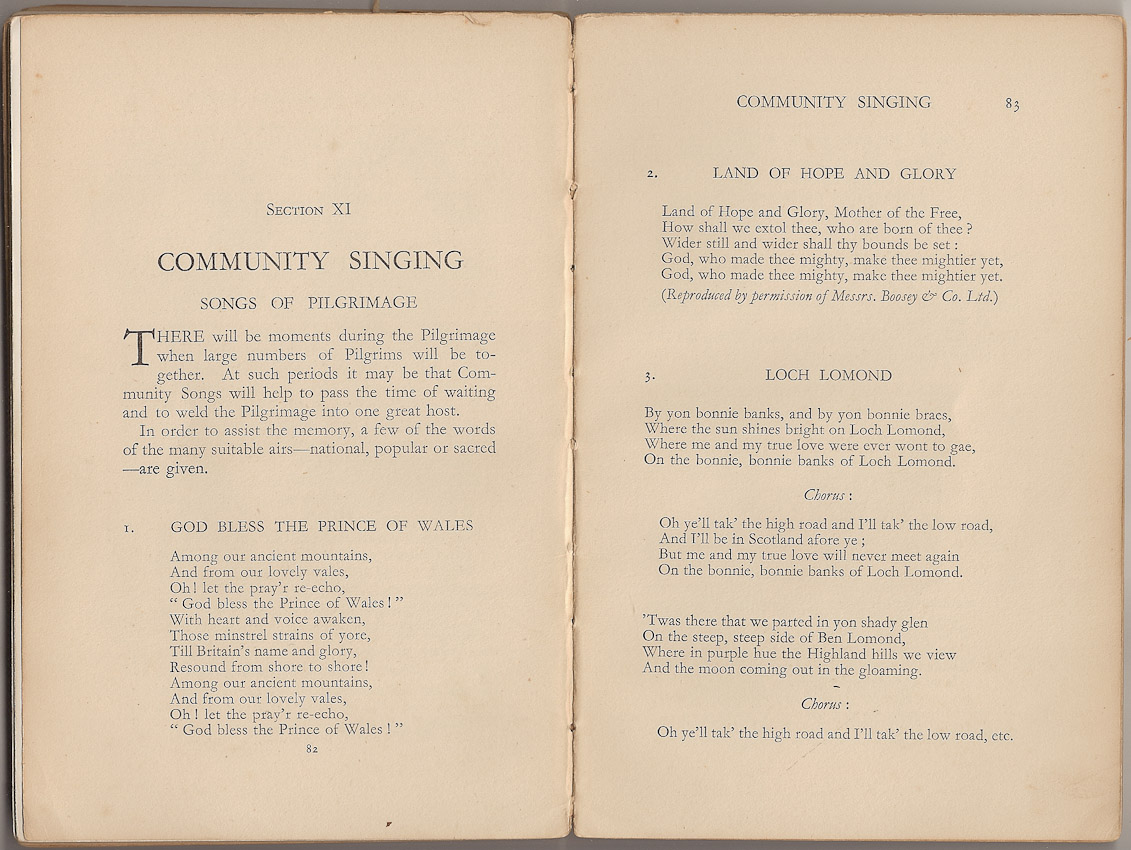 Section XI
COMMUNITY SINGING
SONGS OF PILGRIMAGE
THERE will be moments during the Pilgrimage
when large numbers of Pilgrims will be to-
gether. At such periods it may be that Com-
munity Songs will help to pass the time of waiting
and to weld the Pilgrimage into one great host.
In order to assist the memory, a few of the words
of the many suitable airs—national, popular or sacred
—are given.
1. GOD BLESS THE PRINCE OF WALES
Among our ancient mountains,
And from our lovely vales,
Oh! let the pray'r re-echo,
“ God bless the Prince of Wales ! ”
With heart and voice awaken,
Those minstrel strains of yore,
Till Britain's name and glory,
Resound from shore to shore!
Among our ancient mountains,
And from our lovely vales,
Oh ! let the pray'r re-echo,
“ God bless the Prince of Wales ! ”
82
COMMUNITY SINGING 83
2. LAND OF HOPE AND GLORY
Land of Hope and Glory, Mother of the Free,
How shall we extol thee, who are born of thee ?
Wider still and wider shall thy bounds be set :
God, who made thee mighty, make thee mightier yet,
God, who made thee mighty, make thee mightier yet.
(Reproduced by permission of Messrs. Boosey & Co. Ltd.)
3. LOCH LOMOND
By yon bonnie banks, and by yon bonnie braes,
Where the sun shines bright on Loch Lomond,
Where me and my true love were ever wont to gae,
On the bonnie, bonnie banks of Loch Lomond.
Chorus :
Oh ye'll tak' the high road and I'll tak' the low road,
And I'll be in Scotland afore ye ;
But me and my true love will never meet again
On the bonnie, bonnie banks of Loch Lomond.
'Twas there that we parted in yon shady glen
On the steep, steep side of Ben Lomond,
Where in purple hue the Highland hills we view
And the moon coming out in the gloaming.
Chorus :
Oh ye'll tak' the high road and I'll tak' the low road, etc.